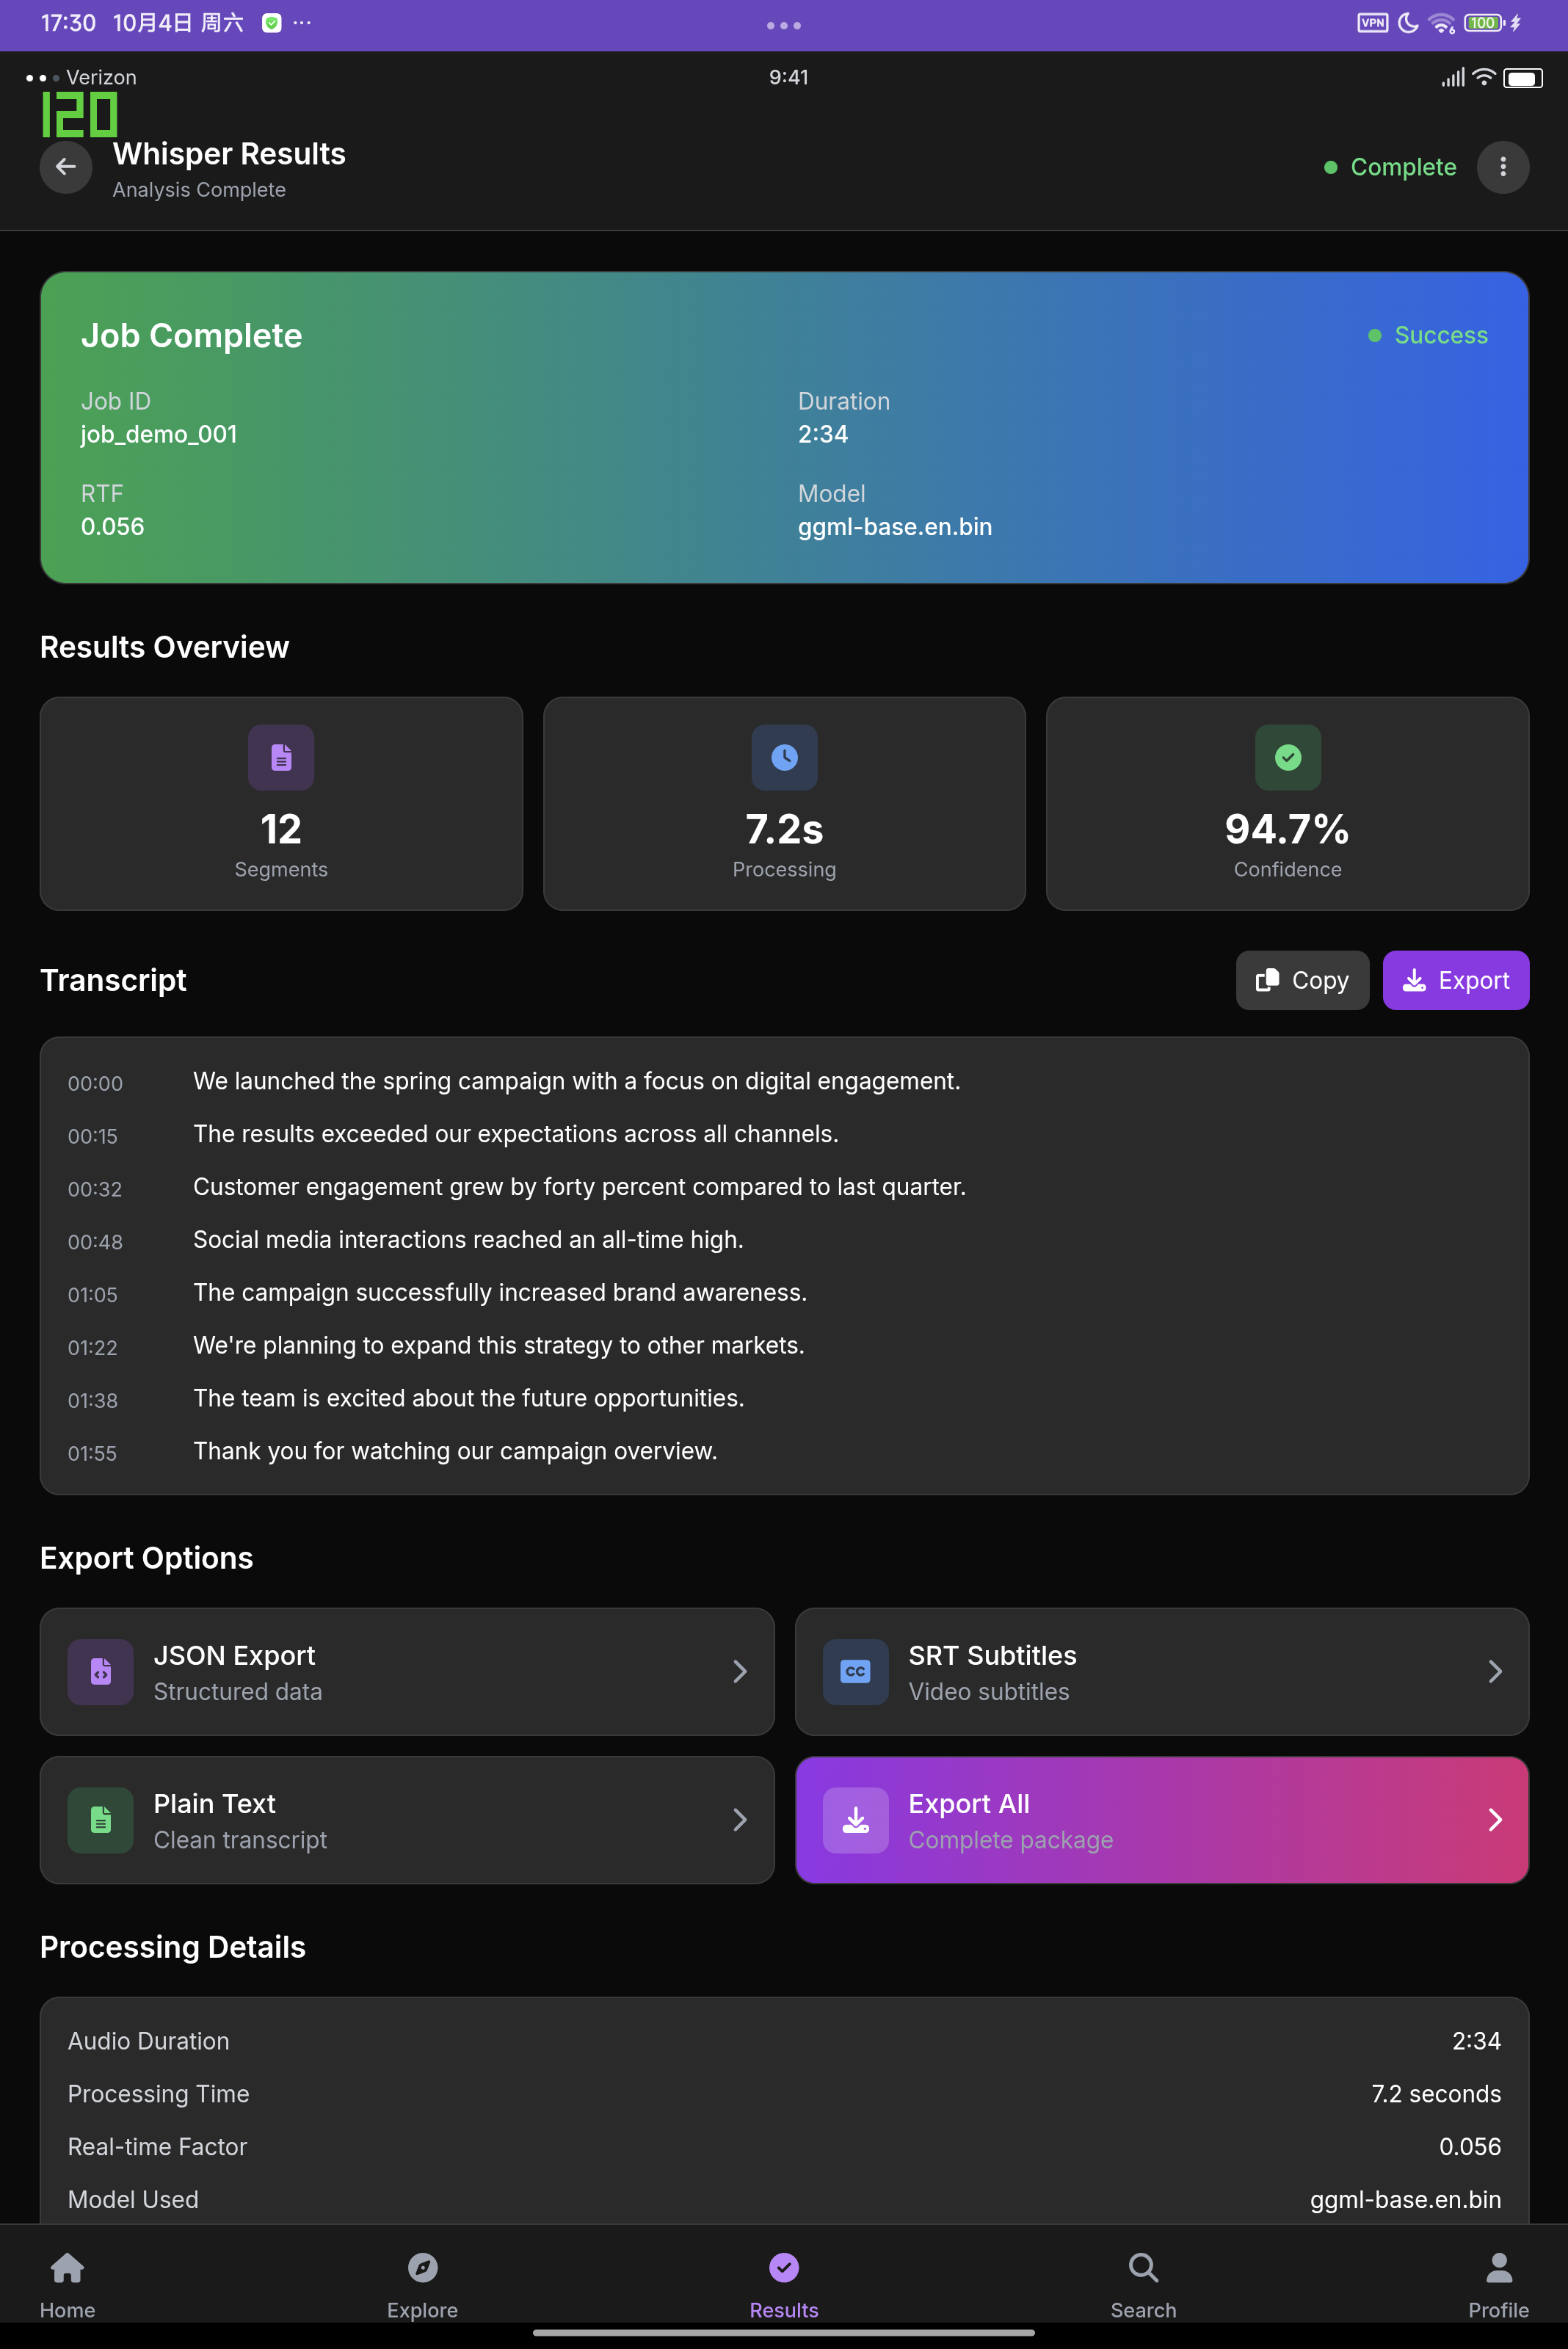 17:30 10月4日 周六 ···
VPN 6 100
Verizon 9:41
120
Whisper Results
Analysis Complete
Complete
Job Complete
Success
Job ID Duration
job_demo_001 2:34
RTF Model
0.056 ggml-base.en.bin
Results Overview
12 7.2s 94.7%
Segments Processing Confidence
Transcript Copy Export
00:00 We launched the spring campaign with a focus on digital engagement.
00:15 The results exceeded our expectations across all channels.
00:32 Customer engagement grew by forty percent compared to last quarter.
00:48 Social media interactions reached an all-time high.
01:05 The campaign successfully increased brand awareness.
01:22 We're planning to expand this strategy to other markets.
01:38 The team is excited about the future opportunities.
01:55 Thank you for watching our campaign overview.
Export Options
JSON Export
Structured data
CC
SRT Subtitles
Video subtitles
Plain Text
Clean transcript
Export All
Complete package
Processing Details
Audio Duration 2:34
Processing Time 7.2 seconds
Real-time Factor 0.056
Model Used ggml-base.en.bin
Home Explore Results Search Profile